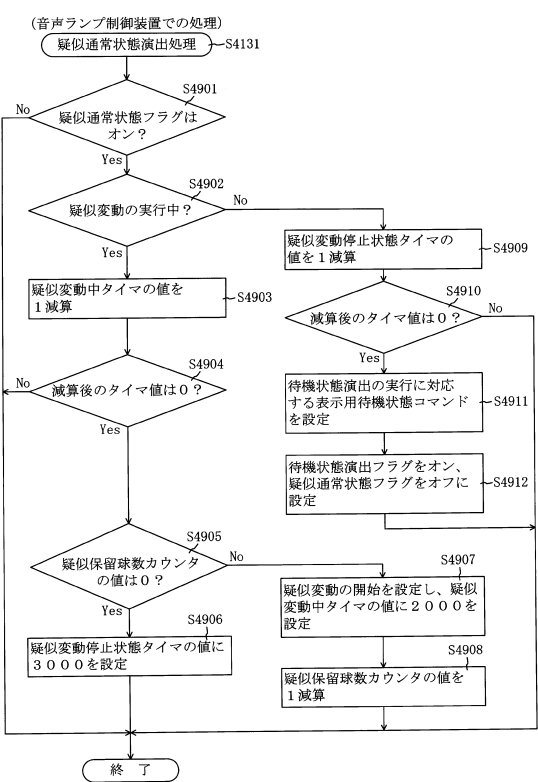 (音声ランプ制御装置での処理)
疑似通常状態演出処理
S4131
S4901
疑似通常状態フラグは
オン?
No
Yes
S4902
疑似変動の実行中?
No
Yes
疑似変動中タイマの値を
1減算
S4903
S4904
減算後のタイマ値は0?
No
Yes
S4905
疑似保留球数カウンタ
の値は0?
No
Yes
S4906
疑似変動停止状態タイマの値に
3000を設定
疑似変動停止状態タイマの
値を1減算
S4909
S4910
減算後のタイマ値は0?
No
Yes
待機状態演出の実行に対応
する表示用待機状態コマンド
を設定
S4911
待機状態演出フラグをオン、
疑似通常状態フラグをオフに
設定
S4912
S4907
疑似変動の開始を設定し、疑似
変動中タイマの値に2000を
設定
S4908
疑似保留球数カウンタの値を
1減算
終 了